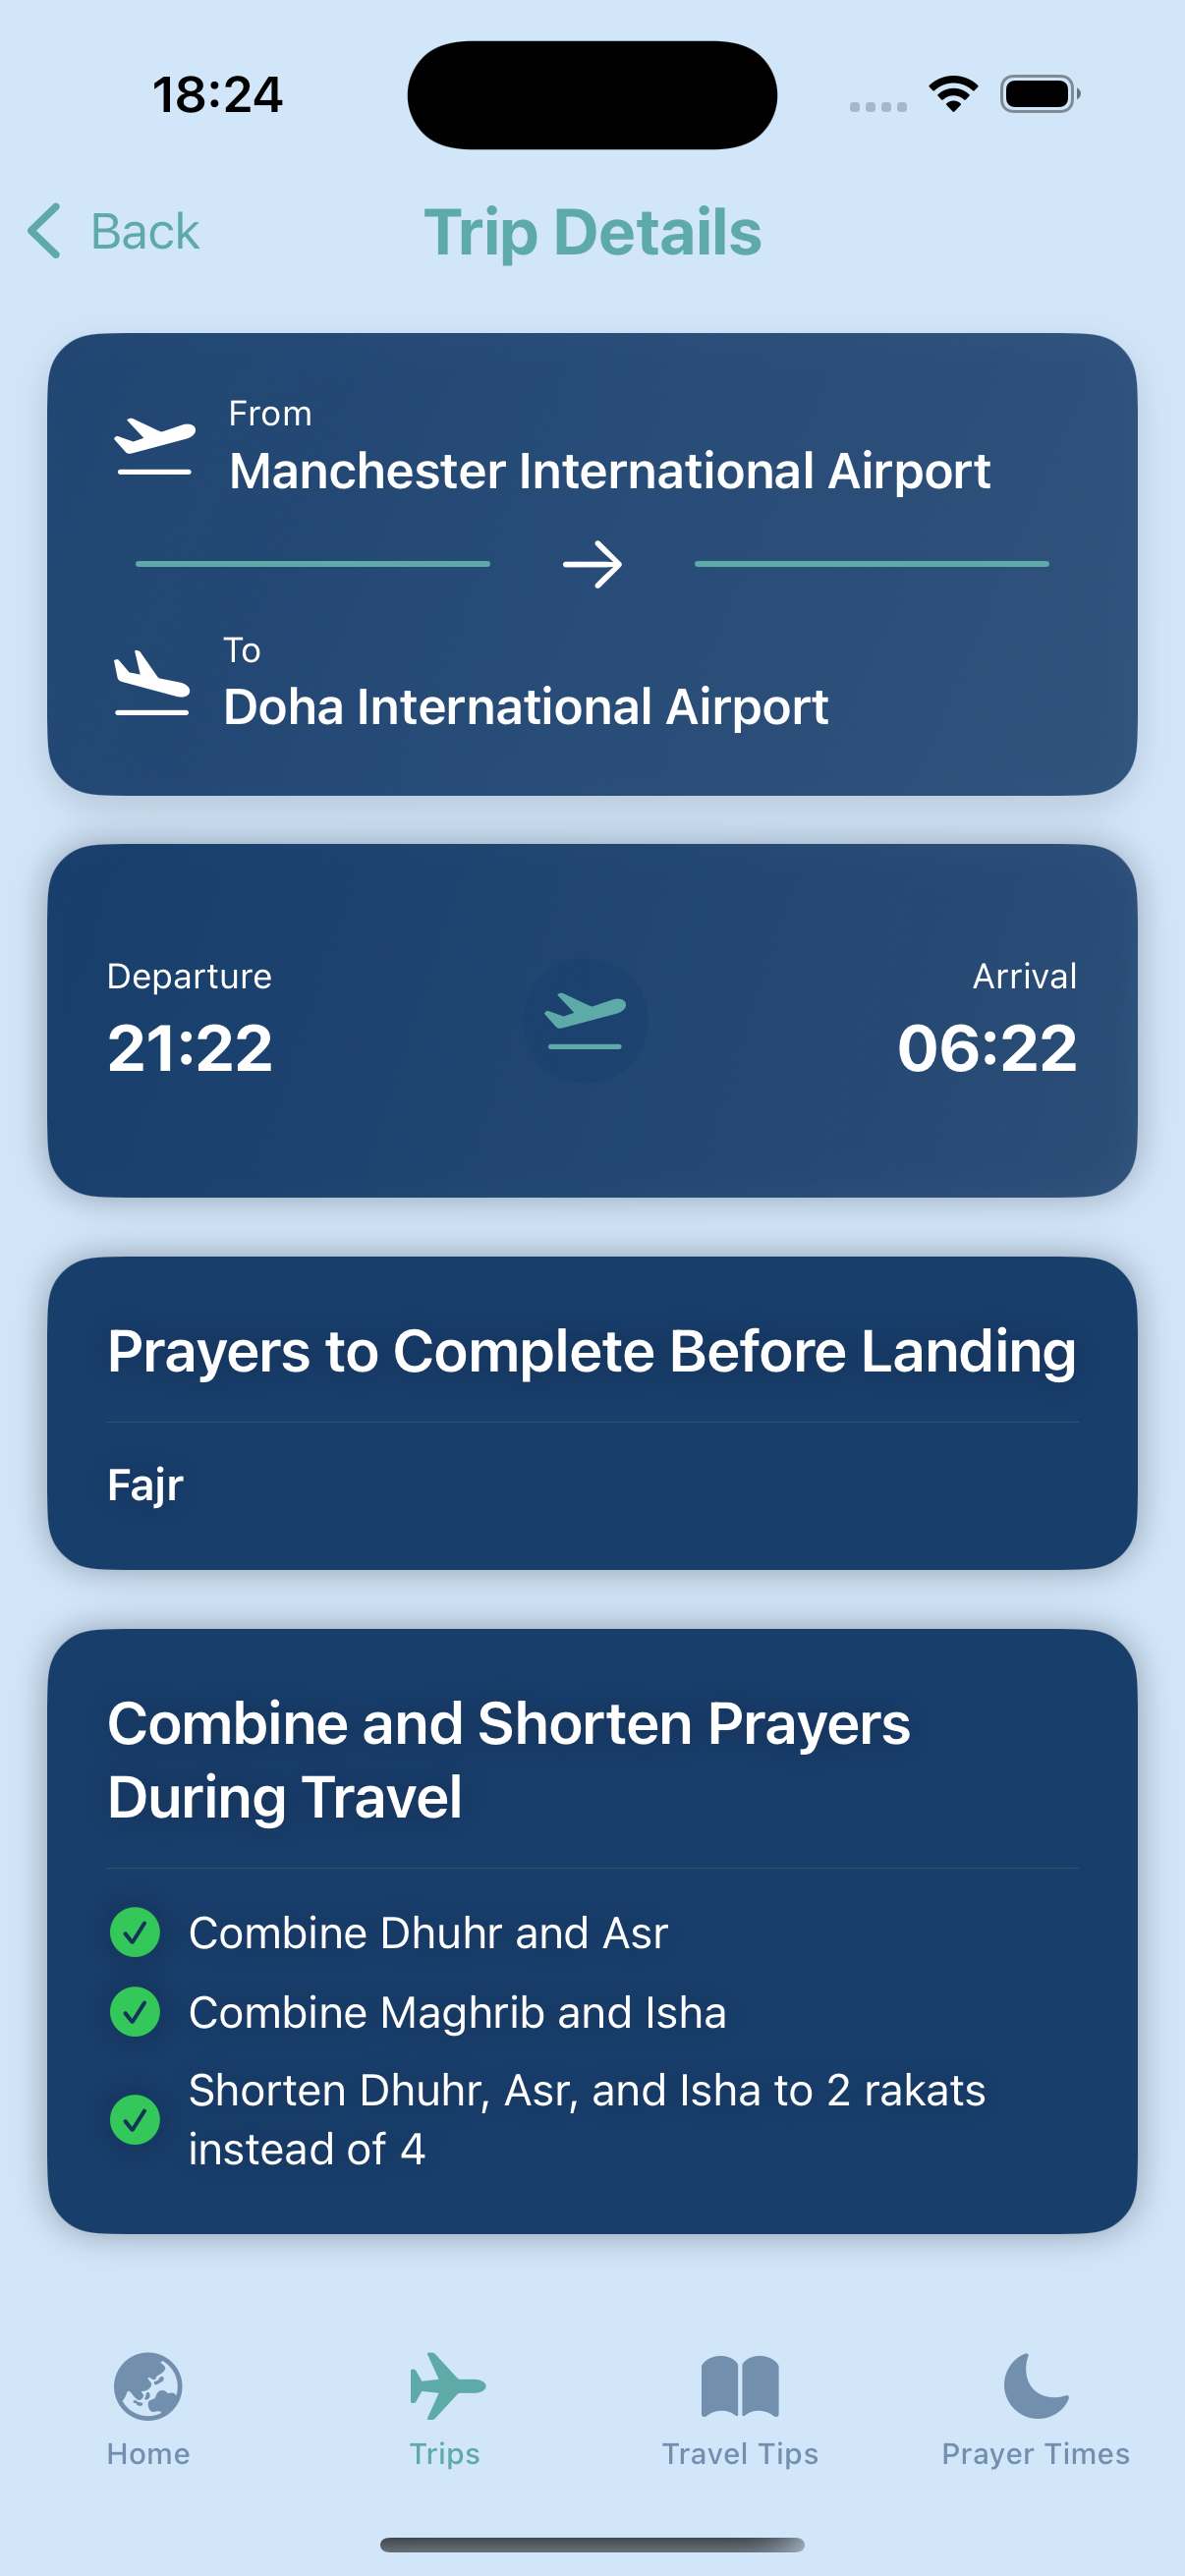 18:24
Back
Trip Details
From
Manchester International Airport
To
Doha International Airport
Departure
Arrival
21:22
06:22
Prayers to Complete Before Landing
Fajr
Combine and Shorten Prayers
During Travel
Combine Dhuhr and Asr
Combine Maghrib and Isha
Shorten Dhuhr, Asr, and Isha to 2 rakats
instead of 4
Home
Trips
Travel Tips
Prayer Times